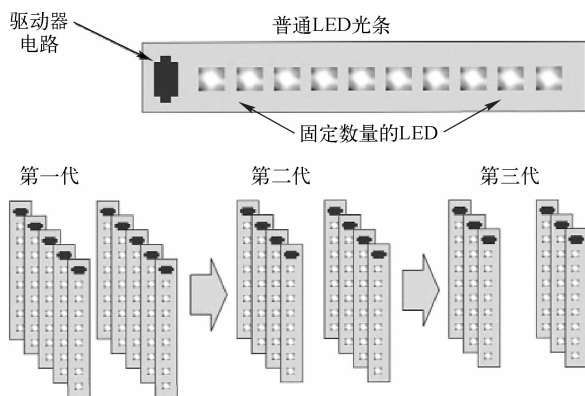 驱动器
电路
普通LED光条
固定数量的LED
第一代
第二代
第三代